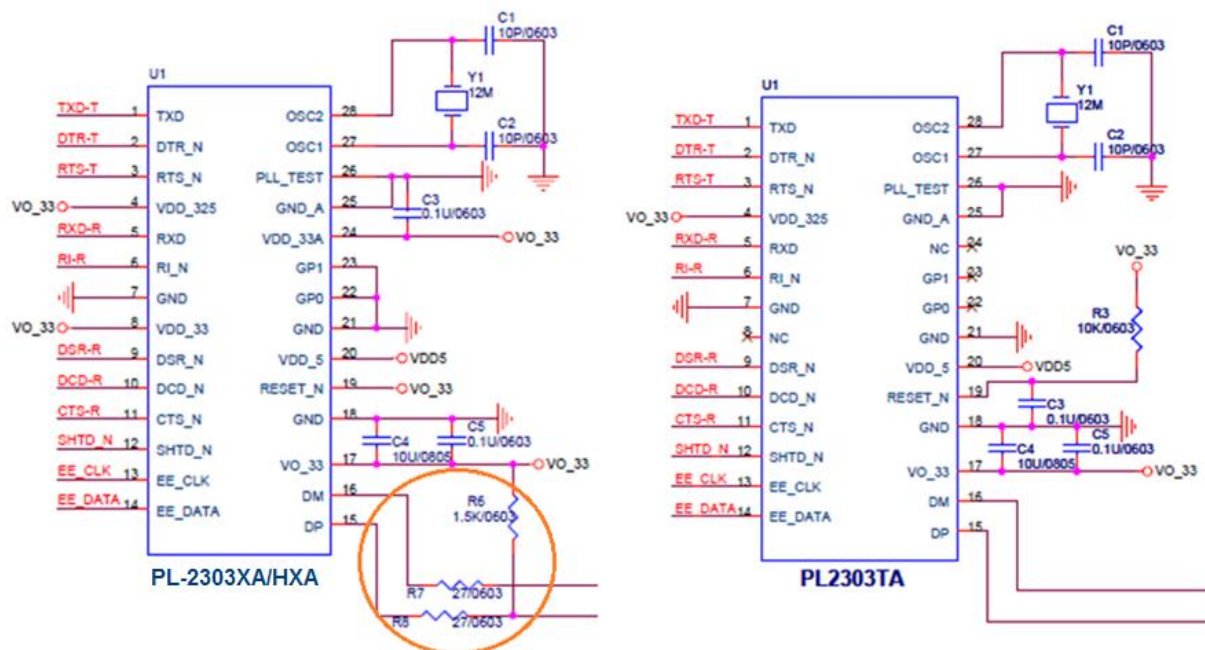 U1
TXD-T 1 TXD
DTR-T 2 DTR_N
RTS-T 3 RTS_N
VO_33 4 VDD_325
RXD-R 5 RXD
RI-R 6 RI_N
7 GND
VO_33 8 VDD_33
DSR-R 9 DSR_N
DCD-R 10 DCD_N
CTS-R 11 CTS_N
SHTD_N 12 SHTD_N
EE_CLK 13 EE_CLK
EE_DATA 14 EE_DATA
OSC2 28
OSC1 27
PLL_TEST 26
GND_A 25
VDD_33A 24 VO_33
GP1 23
GP0 22
GND 21
VDD_5 20 VDD5
RESET_N 19 VO_33
GND 18
VO_33 17 VO_33
DM 16
DP 15
C1
10P/0603
Y1
12M
C2
10P/0603
C3
0.1U/0603
C4
10U/0805
C5
0.1U/0603
R6
1.5K/0603
R7 27/0603
R8 27/0603
PL-2303XA/HXA
U1
TXD-T 1 TXD
DTR-T 2 DTR_N
RTS-T 3 RTS_N
VO_33 4 VDD_325
RXD-R 5 RXD
RI-R 6 RI_N
7 GND
8 NC
DSR-R 9 DSR_N
DCD-R 10 DCD_N
CTS-R 11 CTS_N
SHTD_N 12 SHTD_N
EE_CLK 13 EE_CLK
EE_DATA 14 EE_DATA
OSC2 28
OSC1 27
PLL_TEST 26
GND_A 25
NC 24
GP1 23
GP0 22
GND 21
VDD_5 20 VDD5
RESET_N 19
GND 18
VO_33 17 VO_33
DM 16
DP 15
C1
10P/0603
Y1
12M
C2
10P/0603
VO_33
R3
10K/0603
C3
0.1U/0603
C4
10U/0805
C5
0.1U/0603
PL2303TA